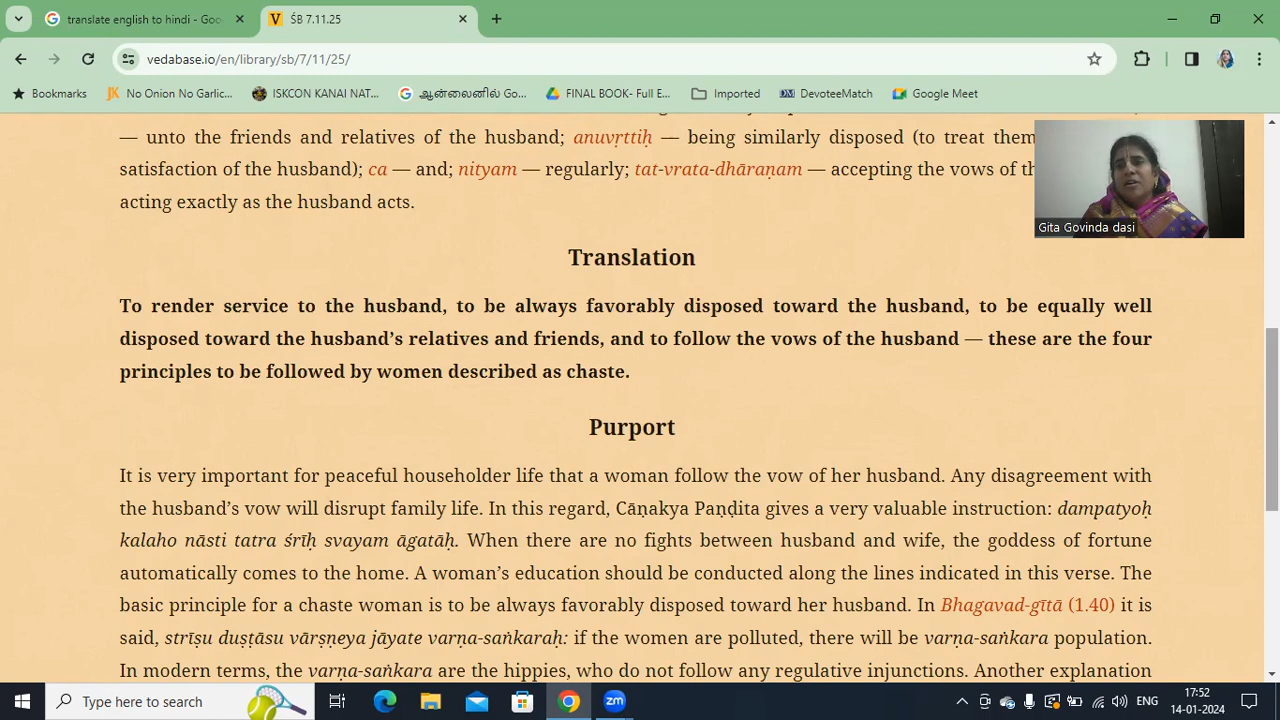 translate english to hindi - Goo
ŚB 7.11.25
vedabase.io/en/library/sb/7/11/25/
Bookmarks No Onion No Garlic... ISKCON KANAI NAT... ஆன்லைனில் Go... FINAL BOOK- Full E... Imported DevoteeMatch Google Meet
— unto the friends and relatives of the husband; anuvṛttiḥ — being similarly disposed (to treat them
satisfaction of the husband); ca — and; nityam — regularly; tat-vrata-dhāraṇam — accepting the vows of th
acting exactly as the husband acts.
Gita Govinda dasi
Translation
To render service to the husband, to be always favorably disposed toward the husband, to be equally well
disposed toward the husband’s relatives and friends, and to follow the vows of the husband — these are the four
principles to be followed by women described as chaste.
Purport
It is very important for peaceful householder life that a woman follow the vow of her husband. Any disagreement with
the husband’s vow will disrupt family life. In this regard, Cāṇakya Paṇḍita gives a very valuable instruction: dampatyoḥ
kalaho nāsti tatra śrīḥ svayam āgatāḥ. When there are no fights between husband and wife, the goddess of fortune
automatically comes to the home. A woman’s education should be conducted along the lines indicated in this verse. The
basic principle for a chaste woman is to be always favorably disposed toward her husband. In Bhagavad-gītā (1.40) it is
said, strīṣu duṣṭāsu vārṣṇeya jāyate varṇa-saṅkaraḥ: if the women are polluted, there will be varṇa-saṅkara population.
In modern terms, the varṇa-saṅkara are the hippies, who do not follow any regulative injunctions. Another explanation
Type here to search
ENG
17:52
14-01-2024